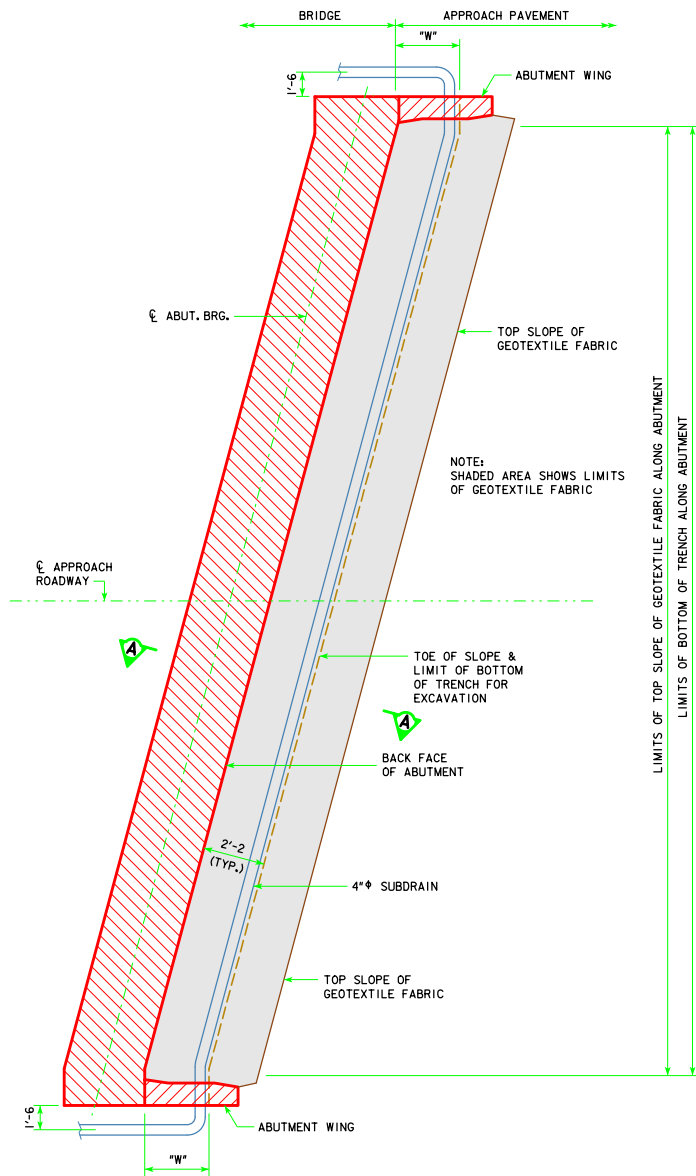 BRIDGE
APPROACH PAVEMENT
"W"
1'-6
ABUTMENT WING
℄ ABUT. BRG.
TOP SLOPE OF
GEOTEXTILE FABRIC
NOTE:
SHADED AREA SHOWS LIMITS
OF GEOTEXTILE FABRIC
LIMITS OF TOP SLOPE OF GEOTEXTILE FABRIC ALONG ABUTMENT
LIMITS OF BOTTOM OF TRENCH ALONG ABUTMENT
℄ APPROACH
ROADWAY
A
TOE OF SLOPE &
LIMIT OF BOTTOM
OF TRENCH FOR
EXCAVATION
A
BACK FACE
OF ABUTMENT
2'-2
(TYP.)
4"ϕ SUBDRAIN
TOP SLOPE OF
GEOTEXTILE FABRIC
1'-6
ABUTMENT WING
"W"